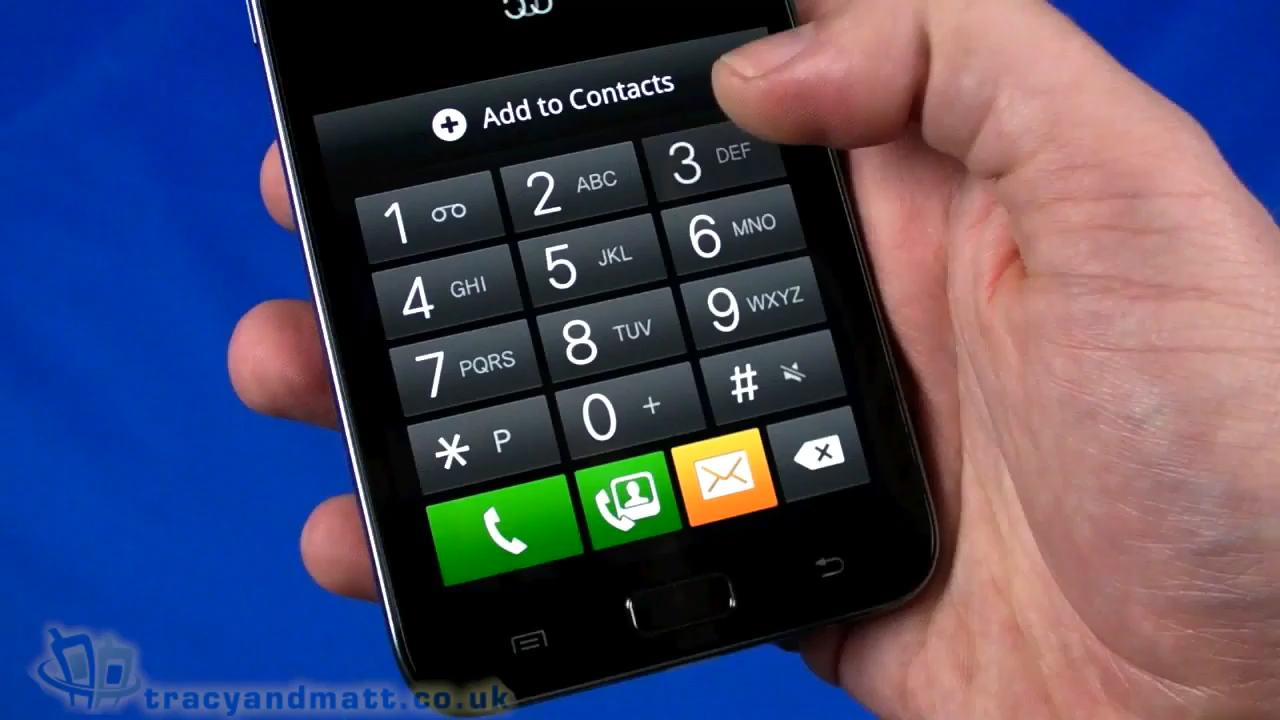 Add to Contacts
1
2 ABC
3 DEF
4 GHI
5 JKL
6 MNO
7 PQRS
8 TUV
9 WXYZ
* P
0 +
#
tracyandmatt.co.uk